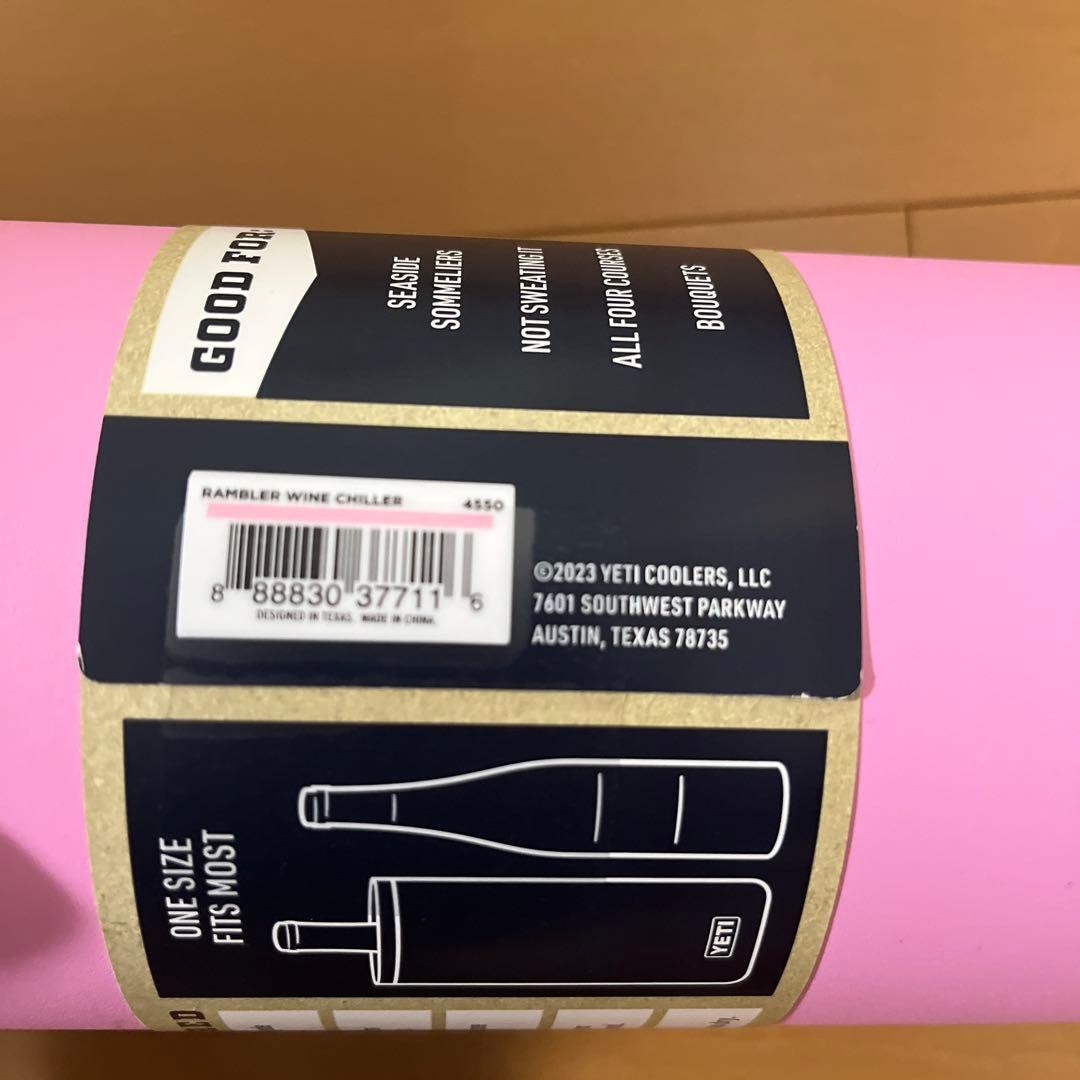 GOOD FOR:
SEASIDE
SOMMELIERS
NOT SWEATING IT
ALL FOUR COURSES
BOUQUETS
RAMBLER WINE CHILLER 4550
8 88830 37711 6
DESIGNED IN TEXAS. MADE IN CHINA.
©2023 YETI COOLERS, LLC
7601 SOUTHWEST PARKWAY
AUSTIN, TEXAS 78735
ONE SIZE
FITS MOST
YETI